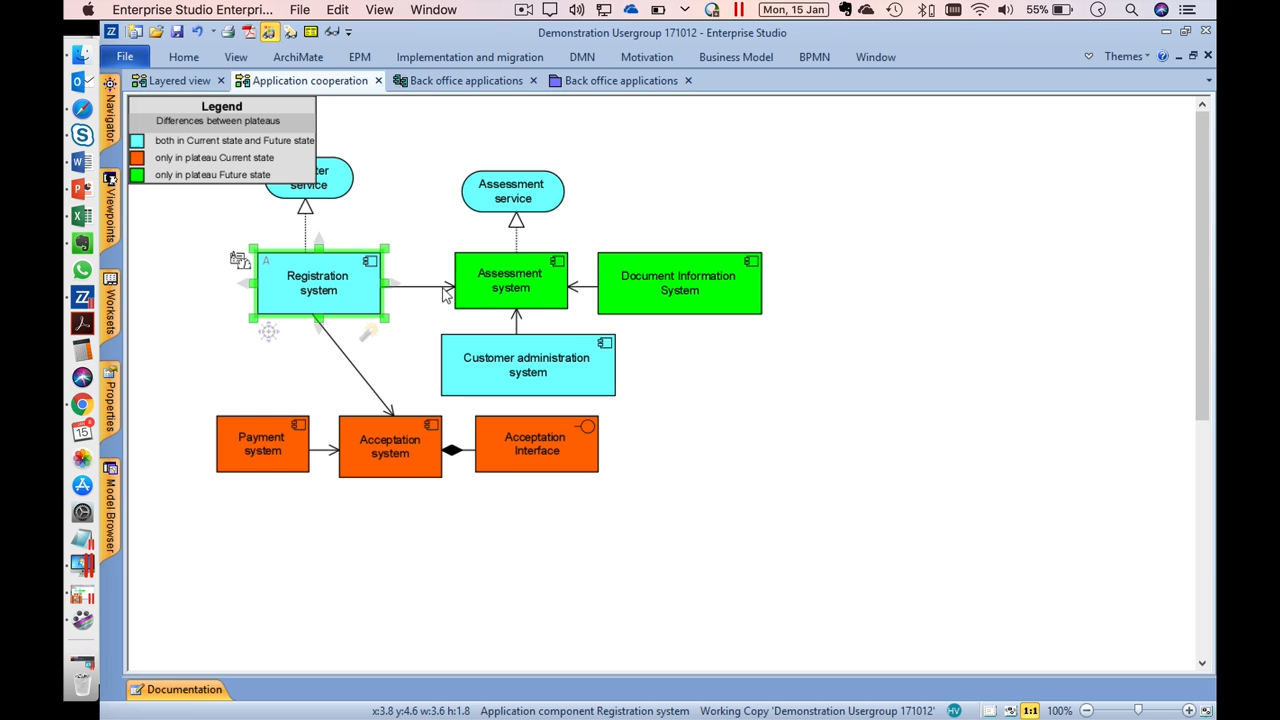 Enterprise Studio Enterpri...
File
Edit
View
Window
Mon, 15 Jan
55%
Demonstration Usergroup 171012 - Enterprise Studio
File
Home
View
ArchiMate
EPM
Implementation and migration
DMN
Motivation
Business Model
BPMN
Window
Themes
Layered view
Application cooperation
Back office applications
Back office applications
Navigator
Viewpoints
Worksets
Properties
Model Browser
Legend
Differences between plateaus
both in Current state and Future state
only in plateau Current state
only in plateau Future state
service
Assessment
service
A
Registration
system
Assessment
system
Document Information
System
Customer administration
system
Payment
system
Acceptation
system
Acceptation
Interface
Documentation
x:3.8 y:4.6 w:3.6 h:1.8
Application component Registration system
Working Copy 'Demonstration Usergroup 171012'
HV
1:1
100%